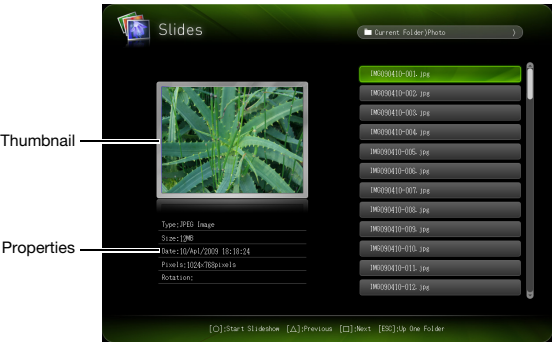 Slides
Current Folder)Photo
Thumbnail
Properties
Type:JPEG Image
Size:12MB
Date:10/Apl/2009 18:18:24
Pixels:1024×768pixels
Rotation:
IMG090410-001.jpg
IMG090410-002.jpg
IMG090410-003.jpg
IMG090410-004.jpg
IMG090410-005.jpg
IMG090410-006.jpg
IMG090410-007.jpg
IMG090410-008.jpg
IMG090410-009.jpg
IMG090410-010.jpg
IMG090410-011.jpg
IMG090410-012.jpg
[○]:Start Slideshow [△]:Previous [□]:Next [ESC]:Up One Folder